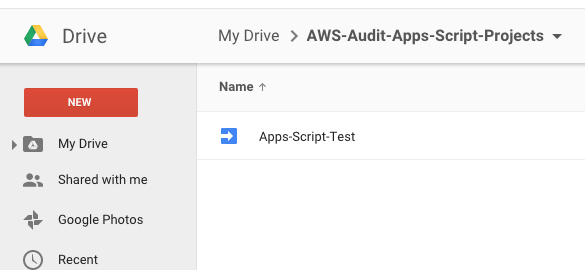 Drive
My Drive > AWS-Audit-Apps-Script-Projects
Name ↑
NEW
Apps-Script-Test
My Drive
Shared with me
Google Photos
Recent